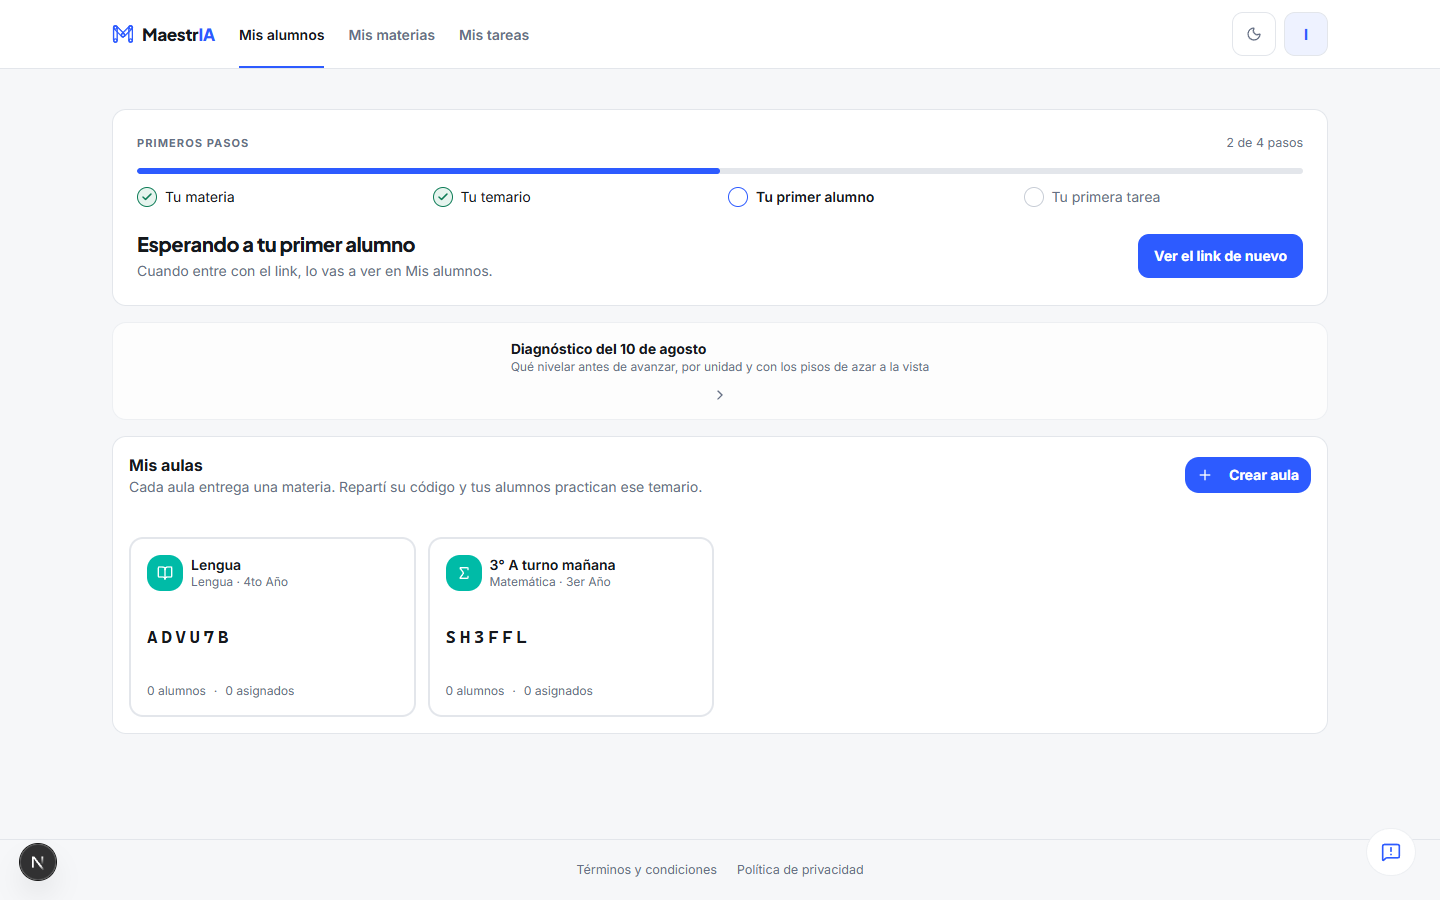 MaestrIA
Mis alumnos
Mis materias
Mis tareas
I
PRIMEROS PASOS
2 de 4 pasos
Tu materia
Tu temario
Tu primer alumno
Tu primera tarea
Esperando a tu primer alumno
Cuando entre con el link, lo vas a ver en Mis alumnos.
Ver el link de nuevo
Diagnóstico del 10 de agosto
Qué nivelar antes de avanzar, por unidad y con los pisos de azar a la vista
Mis aulas
Cada aula entrega una materia. Repartí su código y tus alumnos practican ese temario.
Crear aula
Lengua
Lengua · 4to Año
ADVU7B
0 alumnos · 0 asignados
3° A turno mañana
Matemática · 3er Año
SH3FFL
0 alumnos · 0 asignados
N
Términos y condiciones
Política de privacidad